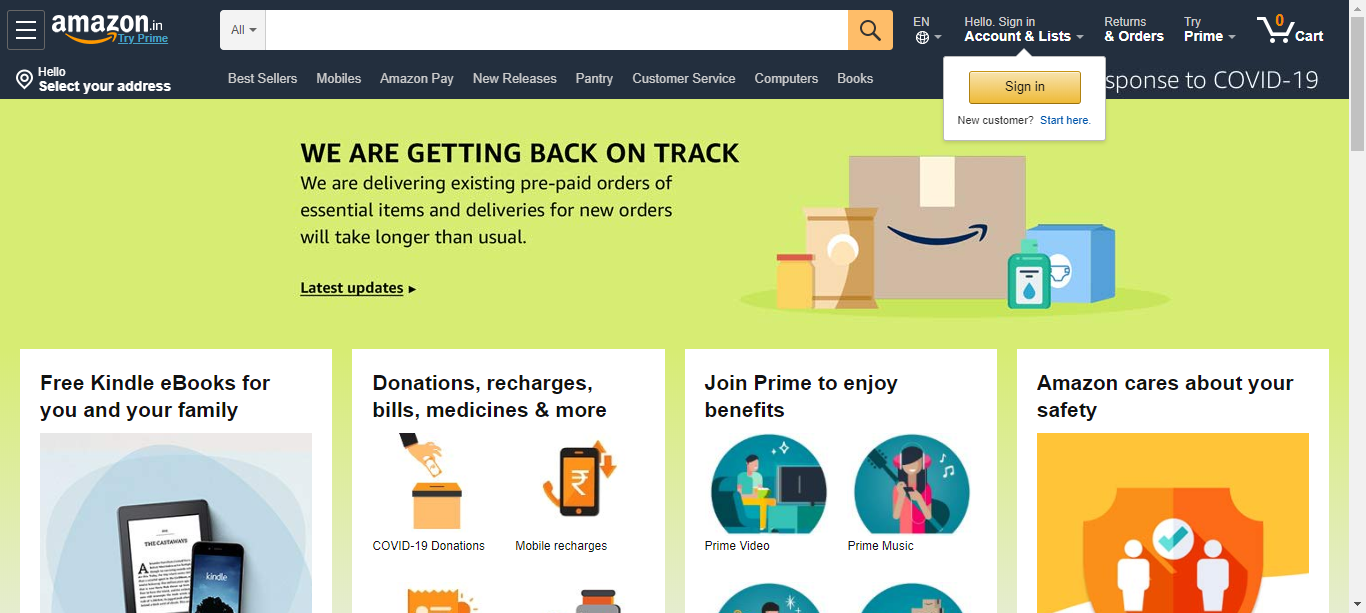 amazon.in
Try Prime
All
EN
Hello. Sign in
Account & Lists
Returns
& Orders
Try
Prime
0
Cart
Hello
Select your address
Best Sellers
Mobiles
Amazon Pay
New Releases
Pantry
Customer Service
Computers
Books
sponse to COVID-19
Sign in
New customer? Start here.
WE ARE GETTING BACK ON TRACK
We are delivering existing pre-paid orders of
essential items and deliveries for new orders
will take longer than usual.
Latest updates
Free Kindle eBooks for
you and your family
THE CASTAWAYS
kindle
Donations, recharges,
bills, medicines & more
₹
COVID-19 Donations
Mobile recharges
Join Prime to enjoy
benefits
Prime Video
Prime Music
Amazon cares about your
safety